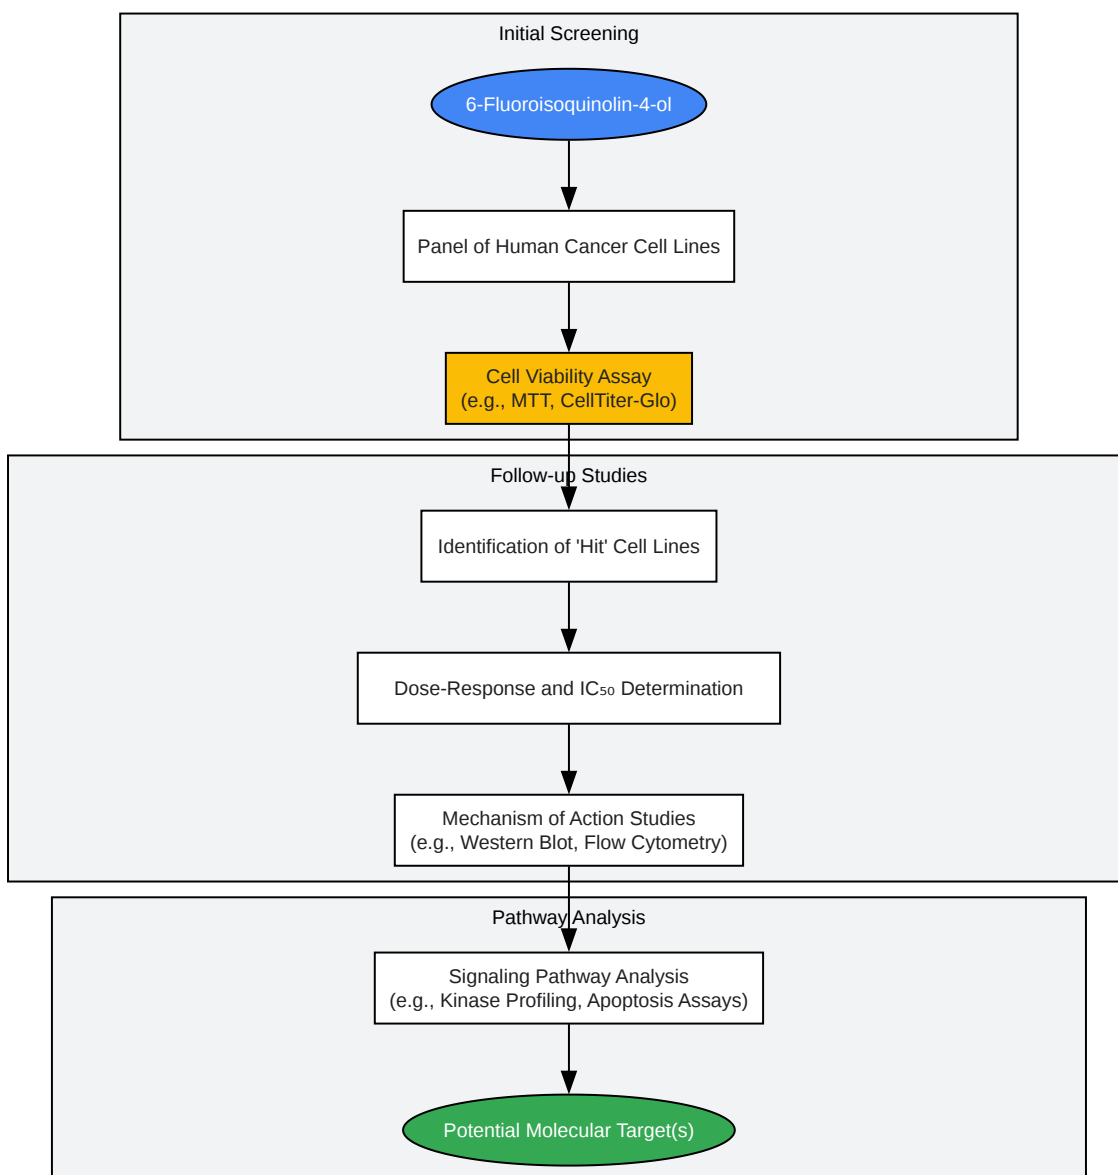 Initial Screening
6-Fluoroisoquinolin-4-ol
Panel of Human Cancer Cell Lines
Cell Viability Assay
(e.g., MTT, CellTiter-Glo)
Follow-up Studies
Identification of 'Hit' Cell Lines
Dose-Response and IC₅₀ Determination
Mechanism of Action Studies
(e.g., Western Blot, Flow Cytometry)
Pathway Analysis
Signaling Pathway Analysis
(e.g., Kinase Profiling, Apoptosis Assays)
Potential Molecular Target(s)